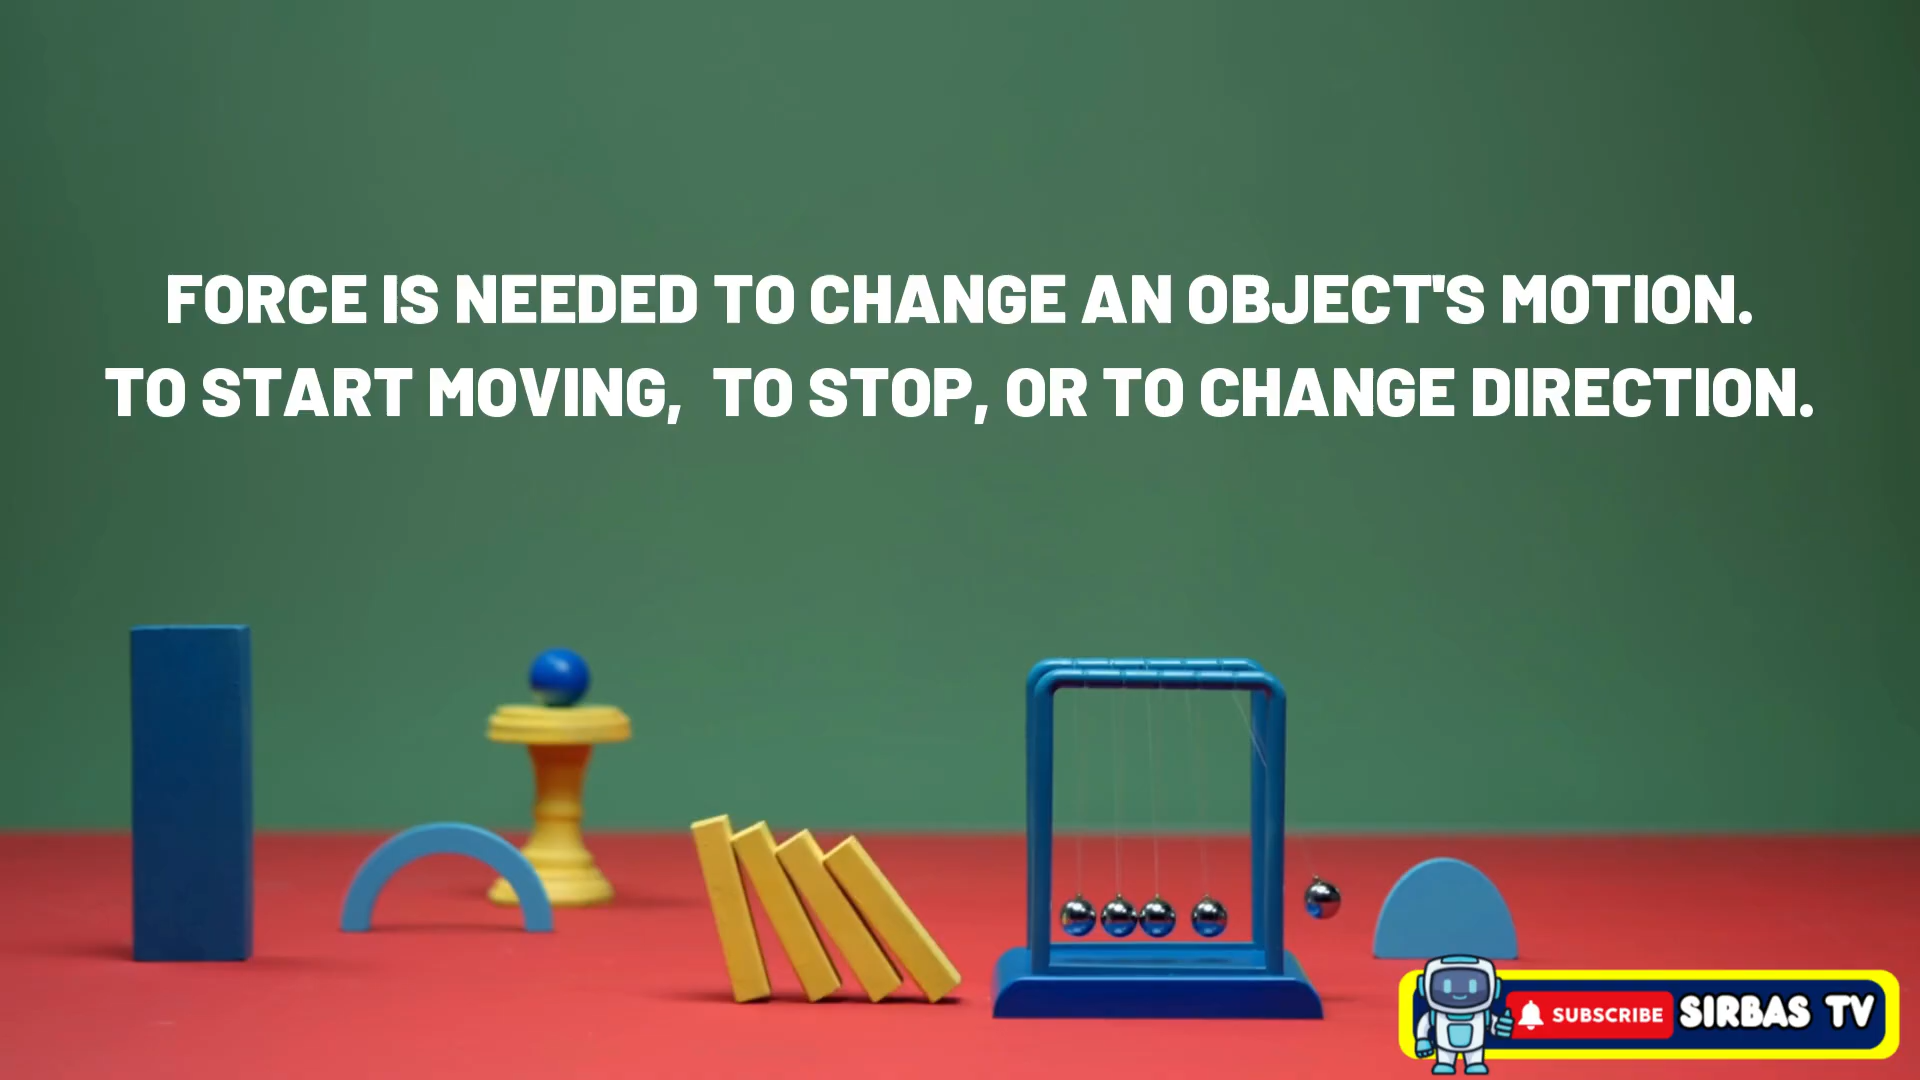 FORCE IS NEEDED TO CHANGE AN OBJECT'S MOTION.
TO START MOVING, TO STOP, OR TO CHANGE DIRECTION.
SUBSCRIBE SIRBAS TV